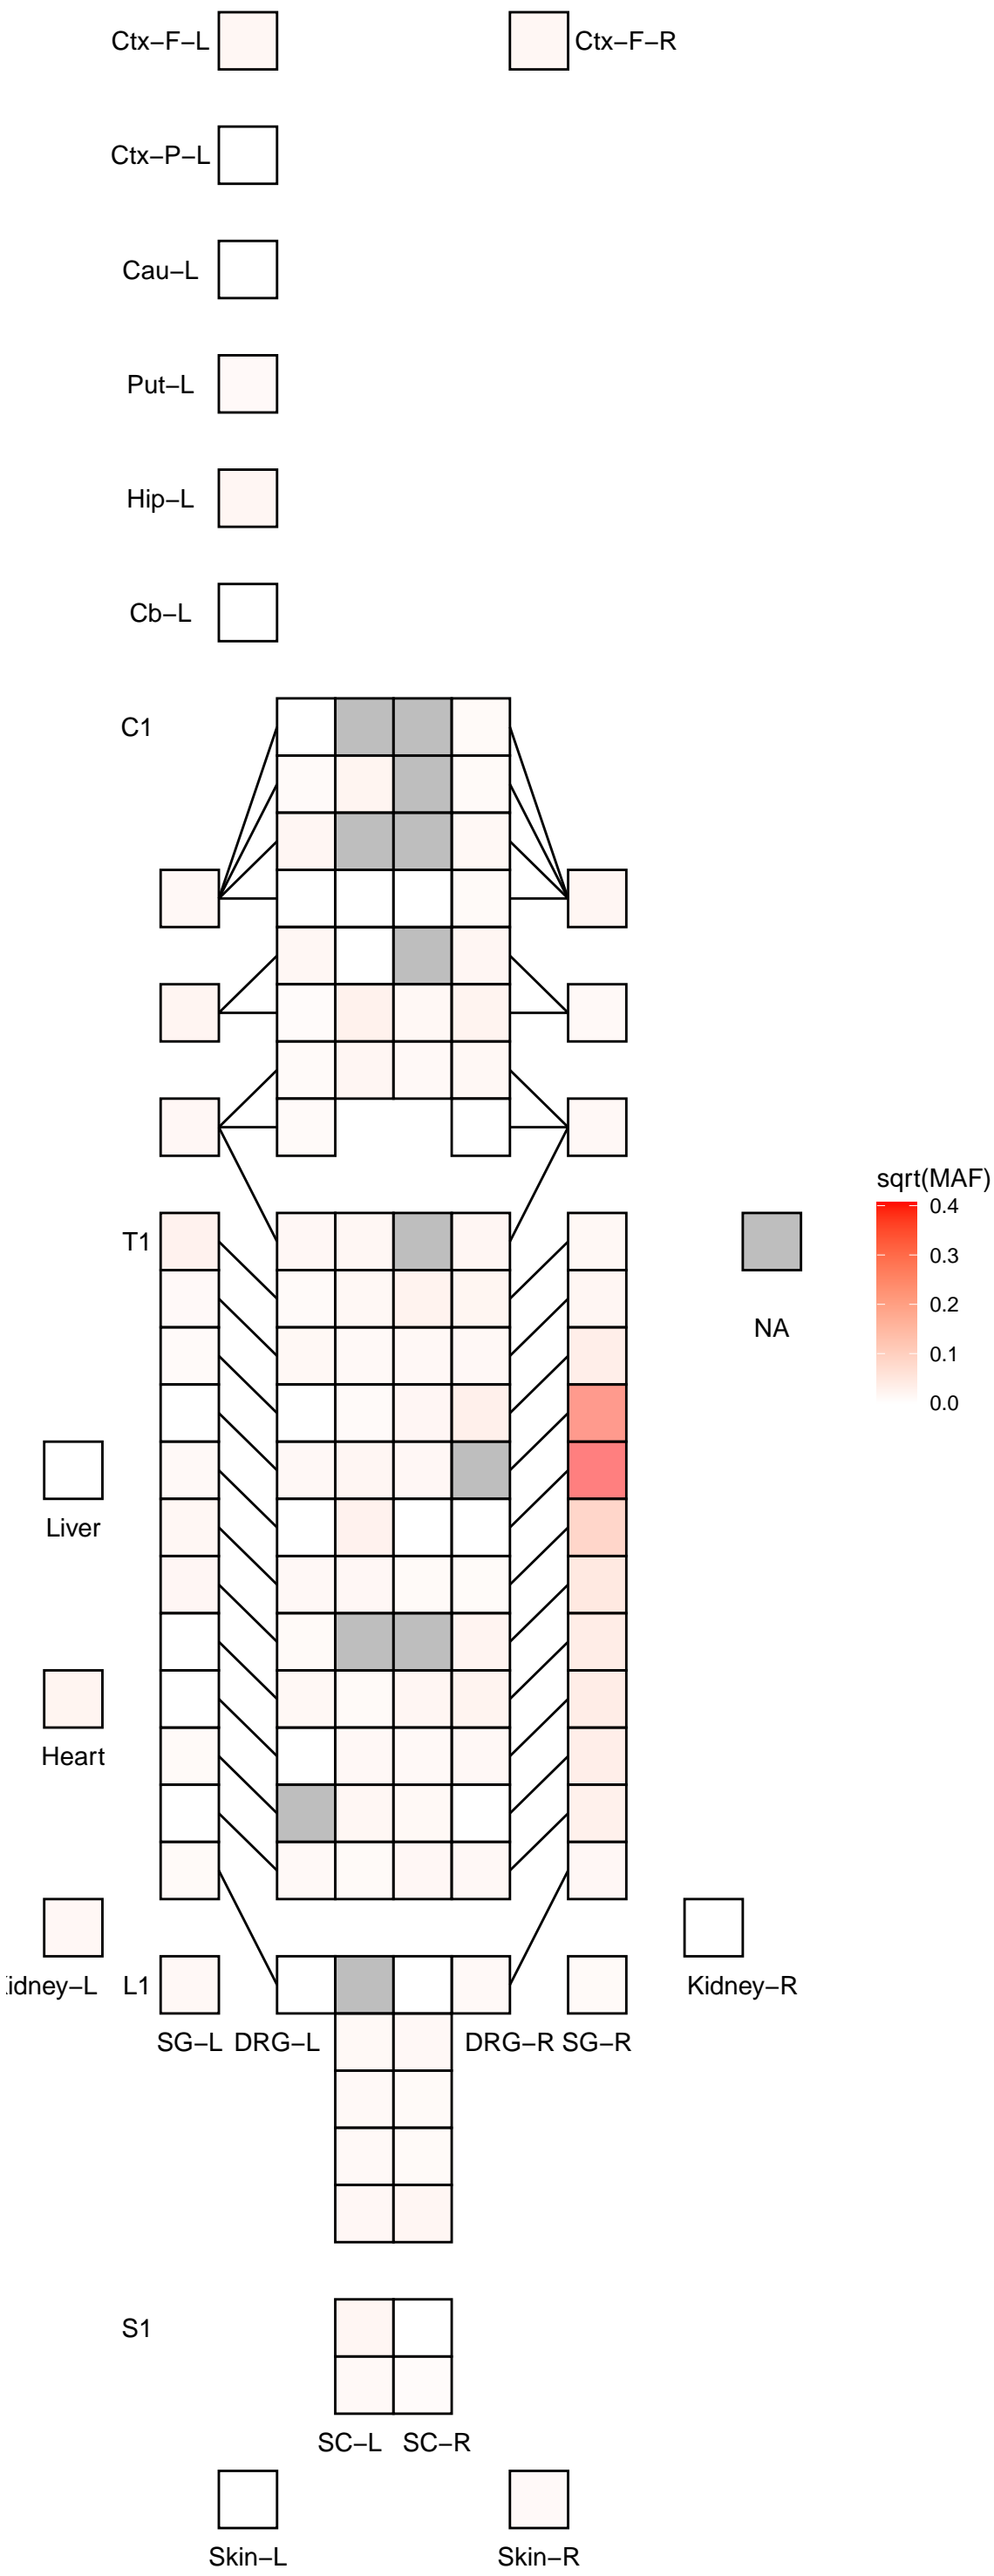 Ctx−F−L
Ctx−F−R
Ctx−P−L
Cau−L
Put−L
Hip−L
Cb−L
C1
sqrt(MAF)
0.4
0.3
0.2
0.1
0.0
T1
NA
Liver
Heart
idney−L
L1
Kidney−R
SG−L
DRG−L
DRG−R
SG−R
S1
SC−L
SC−R
Skin−L
Skin−R